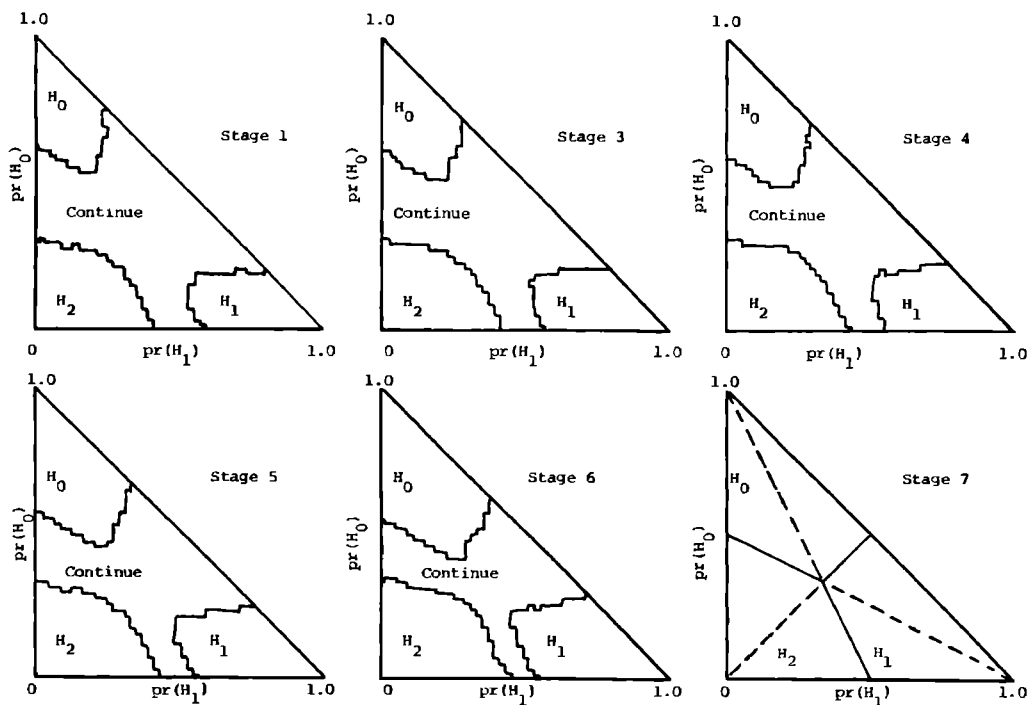 1.0
H0
Stage 1
pr(H0)
Continue
H2
H1
0
pr(H1)
1.0
1.0
H0
Stage 3
pr(H0)
Continue
H2
H1
0
pr(H1)
1.0
1.0
H0
Stage 4
pr(H0)
Continue
H2
H1
0
pr(H1)
1.0
1.0
H0
Stage 5
pr(H0)
Continue
H2
H1
0
pr(H1)
1.0
1.0
H0
Stage 6
pr(H0)
Continue
H2
H1
0
pr(H1)
1.0
1.0
H0
Stage 7
pr(H0)
H2
H1
0
pr(H1)
1.0